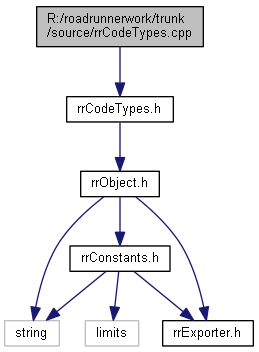 R:/roadrunnerwork/trunk
/source/rrCodeTypes.cpp
rrCodeTypes.h
rrObject.h
rrConstants.h
string
limits
rrExporter.h